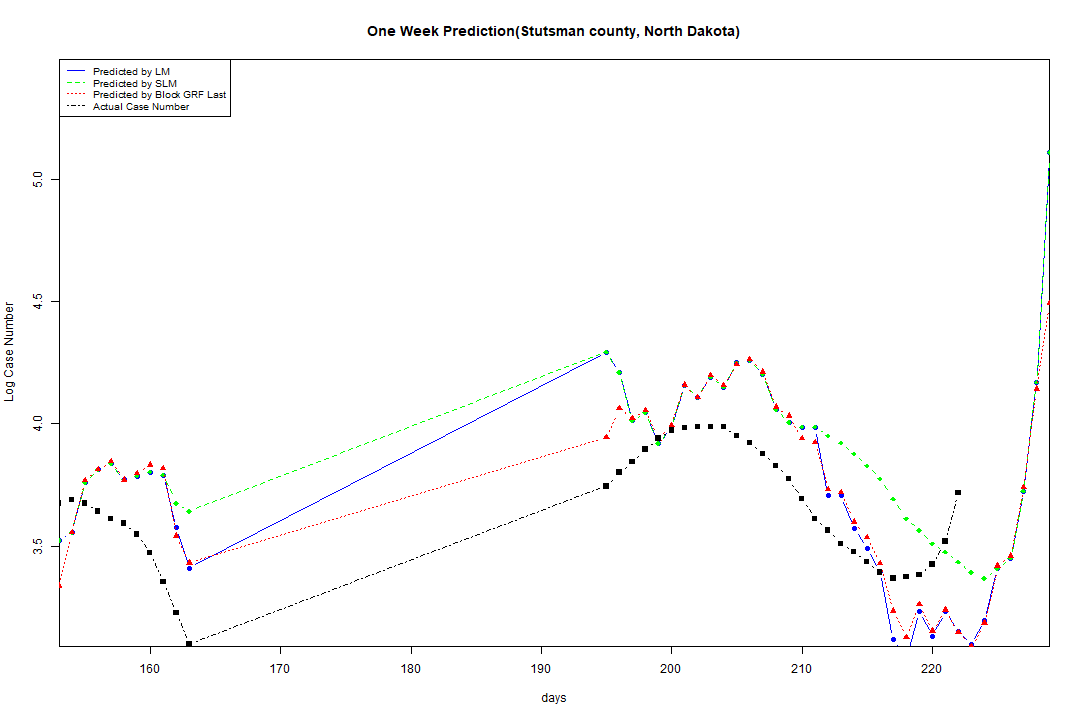 One Week Prediction(Stutsman county, North Dakota)
Predicted by LM
Predicted by SLM
Predicted by Block GRF Last
Actual Case Number
5.0
4.5
4.0
3.5
Log Case Number
160 170 180 190 200 210 220
days